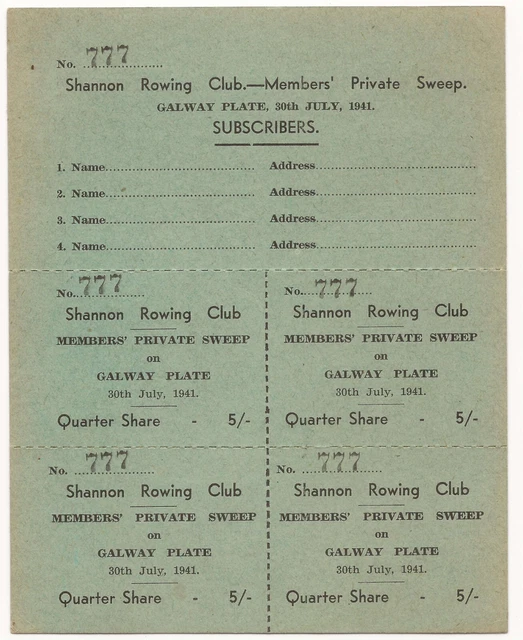 No. 777
Shannon Rowing Club.—Members' Private Sweep.
GALWAY PLATE, 30th JULY, 1941.
SUBSCRIBERS.
1. Name........................................ Address............................................
2. Name........................................ Address............................................
3. Name........................................ Address............................................
4. Name........................................ Address............................................
No. 777
Shannon Rowing Club
MEMBERS' PRIVATE SWEEP
on
GALWAY PLATE
30th July, 1941.
Quarter Share - 5/-
No. 777
Shannon Rowing Club
MEMBERS' PRIVATE SWEEP
on
GALWAY PLATE
30th July, 1941.
Quarter Share - 5/-
No. 777
Shannon Rowing Club
MEMBERS' PRIVATE SWEEP
on
GALWAY PLATE
30th July, 1941.
Quarter Share - 5/-
No. 777
Shannon Rowing Club
MEMBERS' PRIVATE SWEEP
on
GALWAY PLATE
30th July, 1941.
Quarter Share - 5/-